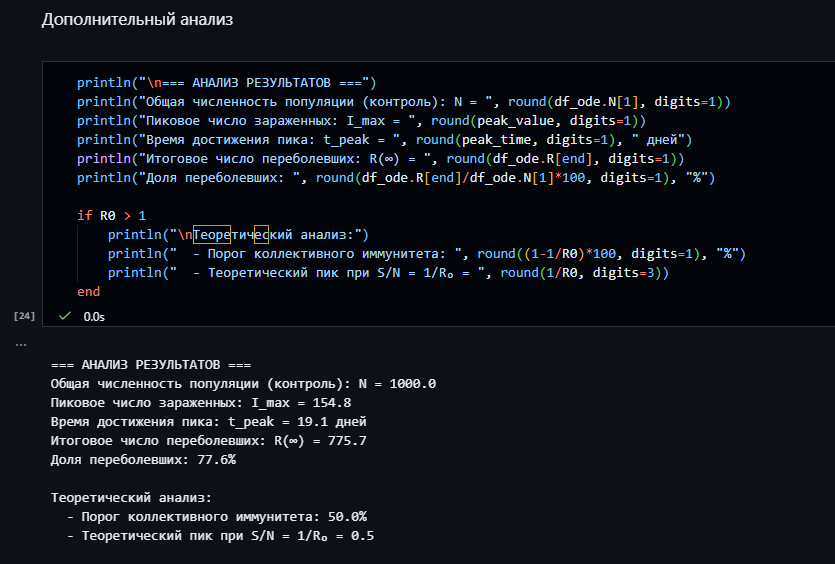 Дополнительный анализ
println("\n=== АНАЛИЗ РЕЗУЛЬТАТОВ ===")
println("Общая численность популяции (контроль): N = ", round(df_ode.N[1], digits=1))
println("Пиковое число зараженных: I_max = ", round(peak_value, digits=1))
println("Время достижения пика: t_peak = ", round(peak_time, digits=1), " дней")
println("Итоговое число переболевших: R(∞) = ", round(df_ode.R[end], digits=1))
println("Доля переболевших: ", round(df_ode.R[end]/df_ode.N[1]*100, digits=1), "%")
if R0 > 1
println("\nТеоретический анализ:")
println("  - Порог коллективного иммунитета: ", round((1-1/R0)*100, digits=1), "%")
println("  - Теоретический пик при S/N = 1/R₀ = ", round(1/R0, digits=3))
end
[24] ✓ 0.0s
...
=== АНАЛИЗ РЕЗУЛЬТАТОВ ===
Общая численность популяции (контроль): N = 1000.0
Пиковое число зараженных: I_max = 154.8
Время достижения пика: t_peak = 19.1 дней
Итоговое число переболевших: R(∞) = 775.7
Доля переболевших: 77.6%
Теоретический анализ:
- Порог коллективного иммунитета: 50.0%
- Теоретический пик при S/N = 1/R₀ = 0.5